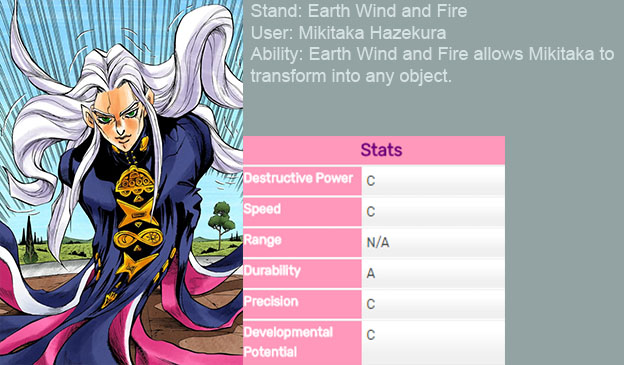 Stand: Earth Wind and Fire
User: Mikitaka Hazekura
Ability: Earth Wind and Fire allows Mikitaka to
transform into any object.
Stats
Destructive Power C
Speed C
Range N/A
Durability A
Precision C
Developmental C
Potential